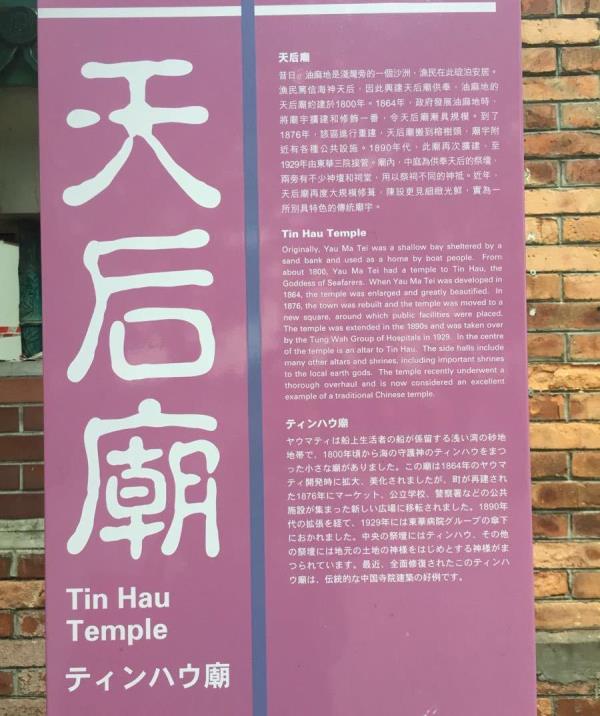 天后廟
Tin Hau
Temple
ティンハウ廟
天后廟
昔日，油麻地是淺灣旁的一個沙洲，漁民在此碇泊安居。
漁民篤信海神天后，因此興建天后廟供奉，油麻地的
天后廟約建於1800年。1864年，政府發展油麻地時，
將廟宇擴建和修飾一番，令天后廟漸具規模。到了
1876年，該區進行重建，天后廟搬到榕樹頭，廟宇附
近有各種公共設施。1890年代，此廟再次擴建，至
1929年由東華三院接管。廟內，中庭為供奉天后的祭壇，
兩旁有不少神壇和祠堂，用以祭祠不同的神祗。近年，
天后廟再度大規模修葺，陳設更見細緻光鮮，實為一
所別具特色的傳統廟宇。
Tin Hau Temple
Originally, Yau Ma Tei was a shallow bay sheltered by a
sand bank and used as a home by boat people. From
about 1800, Yau Ma Tei had a temple to Tin Hau, the
Goddess of Seafarers. When Yau Ma Tei was developed in
1864, the temple was enlarged and greatly beautified. In
1876, the town was rebuilt and the temple was moved to a
new square, around which public facilities were placed.
The temple was extended in the 1890s and was taken over
by the Tung Wah Group of Hospitals in 1929. In the centre
of the temple is an altar to Tin Hau. The side halls include
many other altars and shrines, including important shrines
to the local earth gods. The temple recently underwent a
thorough overhaul and is now considered an excellent
example of a traditional Chinese temple.
ティンハウ廟
ヤウマティは船上生活者の船が係留する浅い湾の砂地
地帯で、1800年頃から海の守護神のティンハウをまつ
った小さな廟がありました。この廟は1864年のヤウマ
ティ開発時に拡大、美化されましたが、町が再建され
た1876年にマーケット、公立学校、警察署などの公共
施設が集まった新しい広場に移転されました。1890年
代の拡張を経て、1929年には東華病院グループの傘下
におかれました。中央の祭壇にはティンハウ、その他
の祭壇には地元の土地の神様をはじめとする神様がま
つられています。最近、全面修復されたこのティンハ
ウ廟は、伝統的な中国寺院建築の好例です。